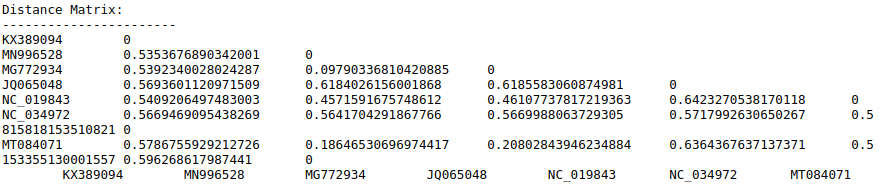 Distance Matrix:
-----------------------
KX389094 0
MN996528 0.5353676890342001 0
MG772934 0.5392340028024287 0.09790336810420885 0
JQ065048 0.5693601120971509 0.6184026156001868 0.6185583060874981 0
NC_019843 0.5409206497483003 0.4571591675748612 0.46107737817219363 0.6423270538170118 0
NC_034972 0.5669469095438269 0.5641704291867766 0.5669988063729305 0.5717992630650267 0.5
815818153510821 0
MT084071 0.5786755929212726 0.18646530696974417 0.20802843946234884 0.6364367637137371 0.5
153355130001557 0.596268617987441 0
KX389094 MN996528 MG772934 JQ065048 NC_019843 NC_034972 MT084071